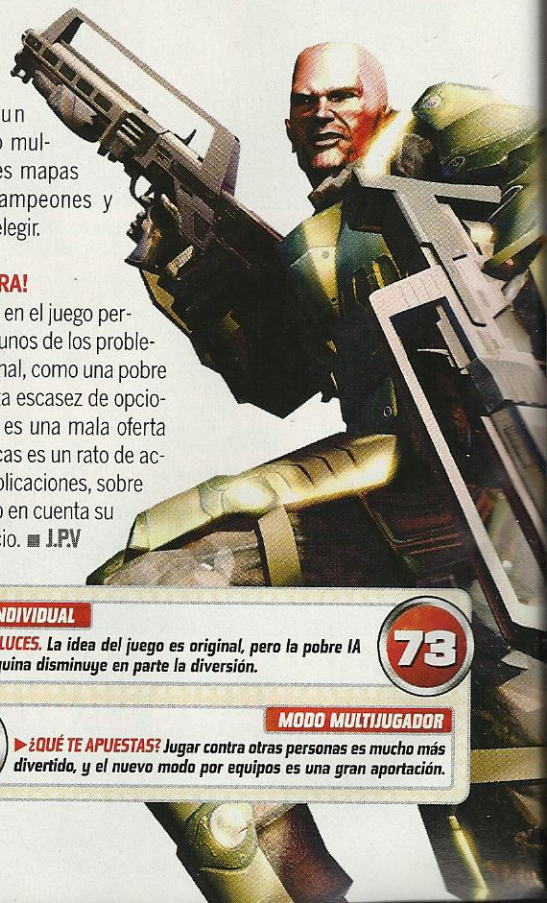 un
mul-
mapas
ampeones y
elegir.
RA!
en el juego per-
unos de los proble-
nal, como una pobre
ta escasez de opcio-
es una mala oferta
cas es un rato de ac-
plicaciones, sobre
o en cuenta su
cio. ■ J.P.V
NDIVIDUAL
LUCES. La idea del juego es original, pero la pobre IA
quina disminuye en parte la diversión.
73
MODO MULTIJUGADOR
►¿QUÉ TE APUESTAS? Jugar contra otras personas es mucho más
divertido, y el nuevo modo por equipos es una gran aportación.